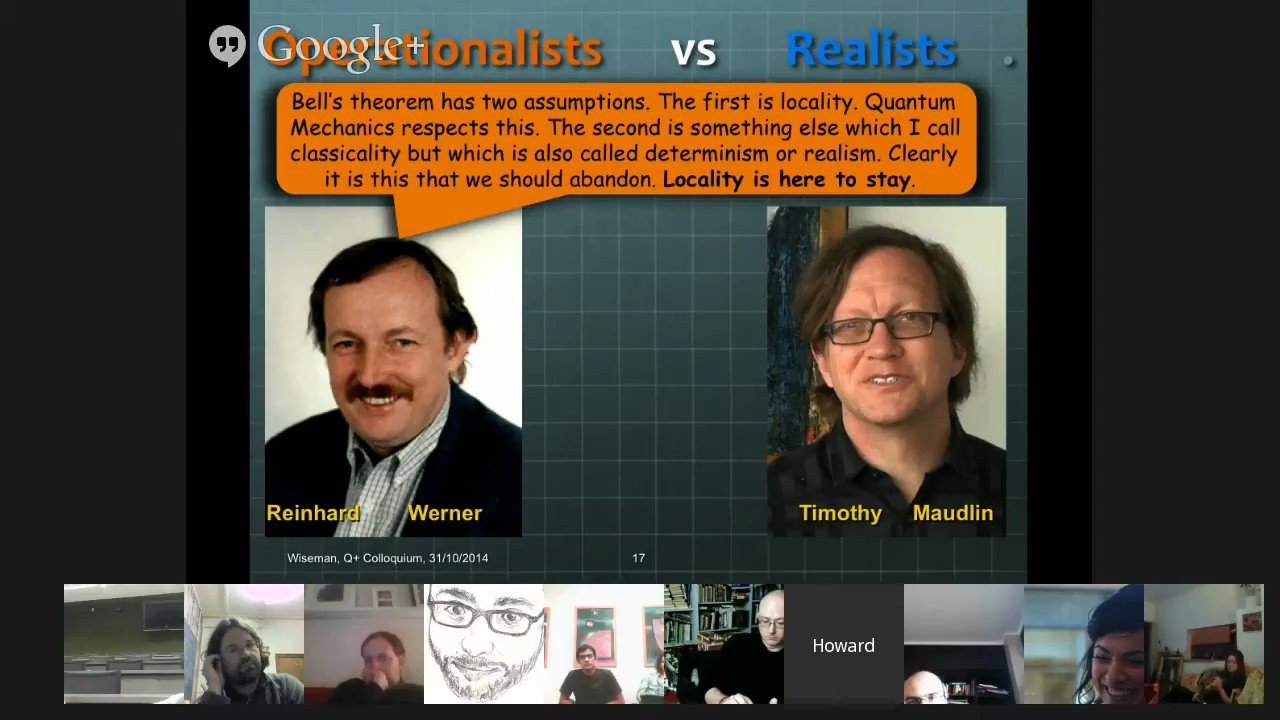 Google+
Operationalists vs Realists
Bell's theorem has two assumptions. The first is locality. Quantum
Mechanics respects this. The second is something else which I call
classicality but which is also called determinism or realism. Clearly
it is this that we should abandon. Locality is here to stay.
Reinhard Werner
Timothy Maudlin
Wiseman, Q+ Colloquium, 31/10/2014
17
Howard